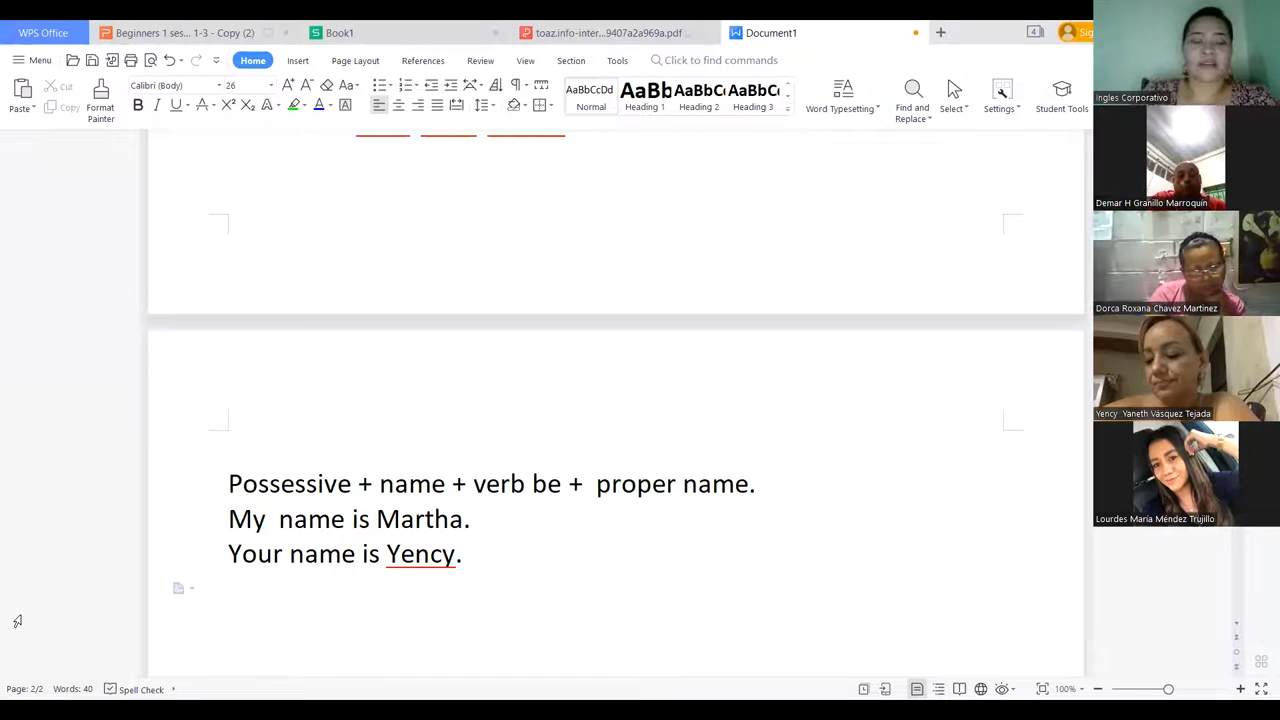 WPS Office
Beginners 1 ses... 1-3 - Copy (2)
Book1
toaz.info-inter...9407a2a969a.pdf
Document1
Menu
Home
Insert
Page Layout
References
Review
View
Section
Tools
Click to find commands
Paste
Cut
Copy
Format Painter
Calibri (Body)
26
AaBbCcDd
Normal
AaBb
Heading 1
AaBbC
Heading 2
AaBbC
Heading 3
Word Typesetting
Find and Replace
Select
Settings
Student Tools
Possessive + name + verb be + proper name.
My name is Martha.
Your name is Yency.
Page: 2/2
Words: 40
Spell Check
100%
Ingles Corporativo
Demar H Granillo Marroquín
Dorca Roxana Chavez Martinez
Yency Yaneth Vásquez Tejada
Lourdes María Méndez Trujillo